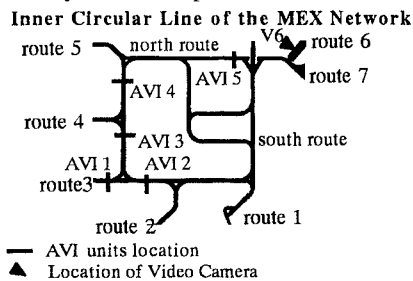 Inner Circular Line of the MEX Network
route 5
north route
V6
route 6
AVI 5
route 7
AVI 4
route 4
AVI 3
south route
AVI 1
AVI 2
route3
route 2
route 1
AVI units location
Location of Video Camera